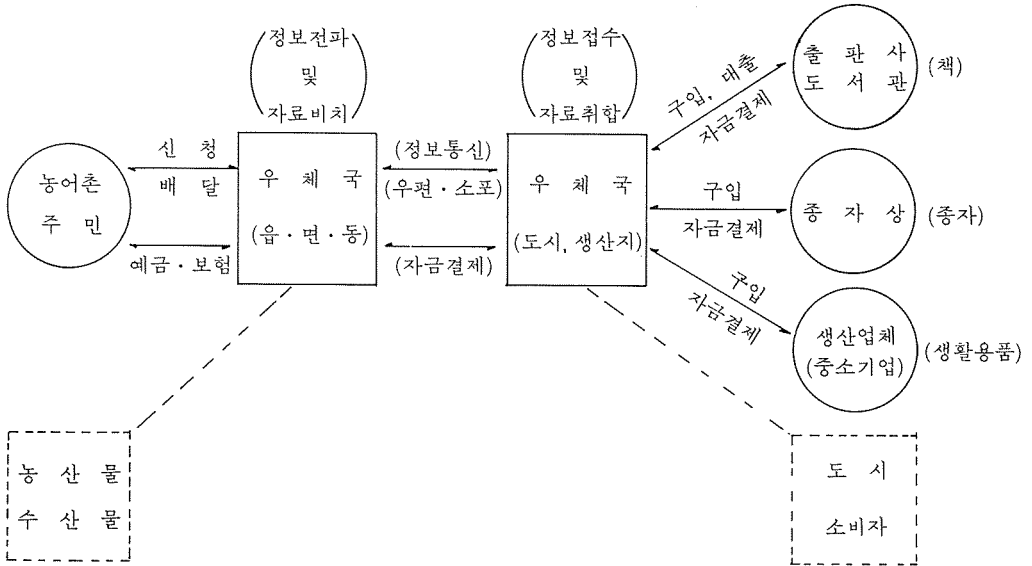 (정보전파
및
자료비치)
(정보접수
및
자료취합)
출 판 사
도 서 관
(책)
구입, 대출
자금결제
농어촌
주 민
신 청
배 달
예금 · 보험
우 체 국
(읍 · 면 · 동)
(정보통신)
(우편 · 소포)
(자금결제)
우 체 국
(도시, 생산지)
구입
자금결제
종 자 상
(종자)
구입
자금결제
생산업체
(중소기업)
(생활용품)
농 산 물
수 산 물
도 시
소비자